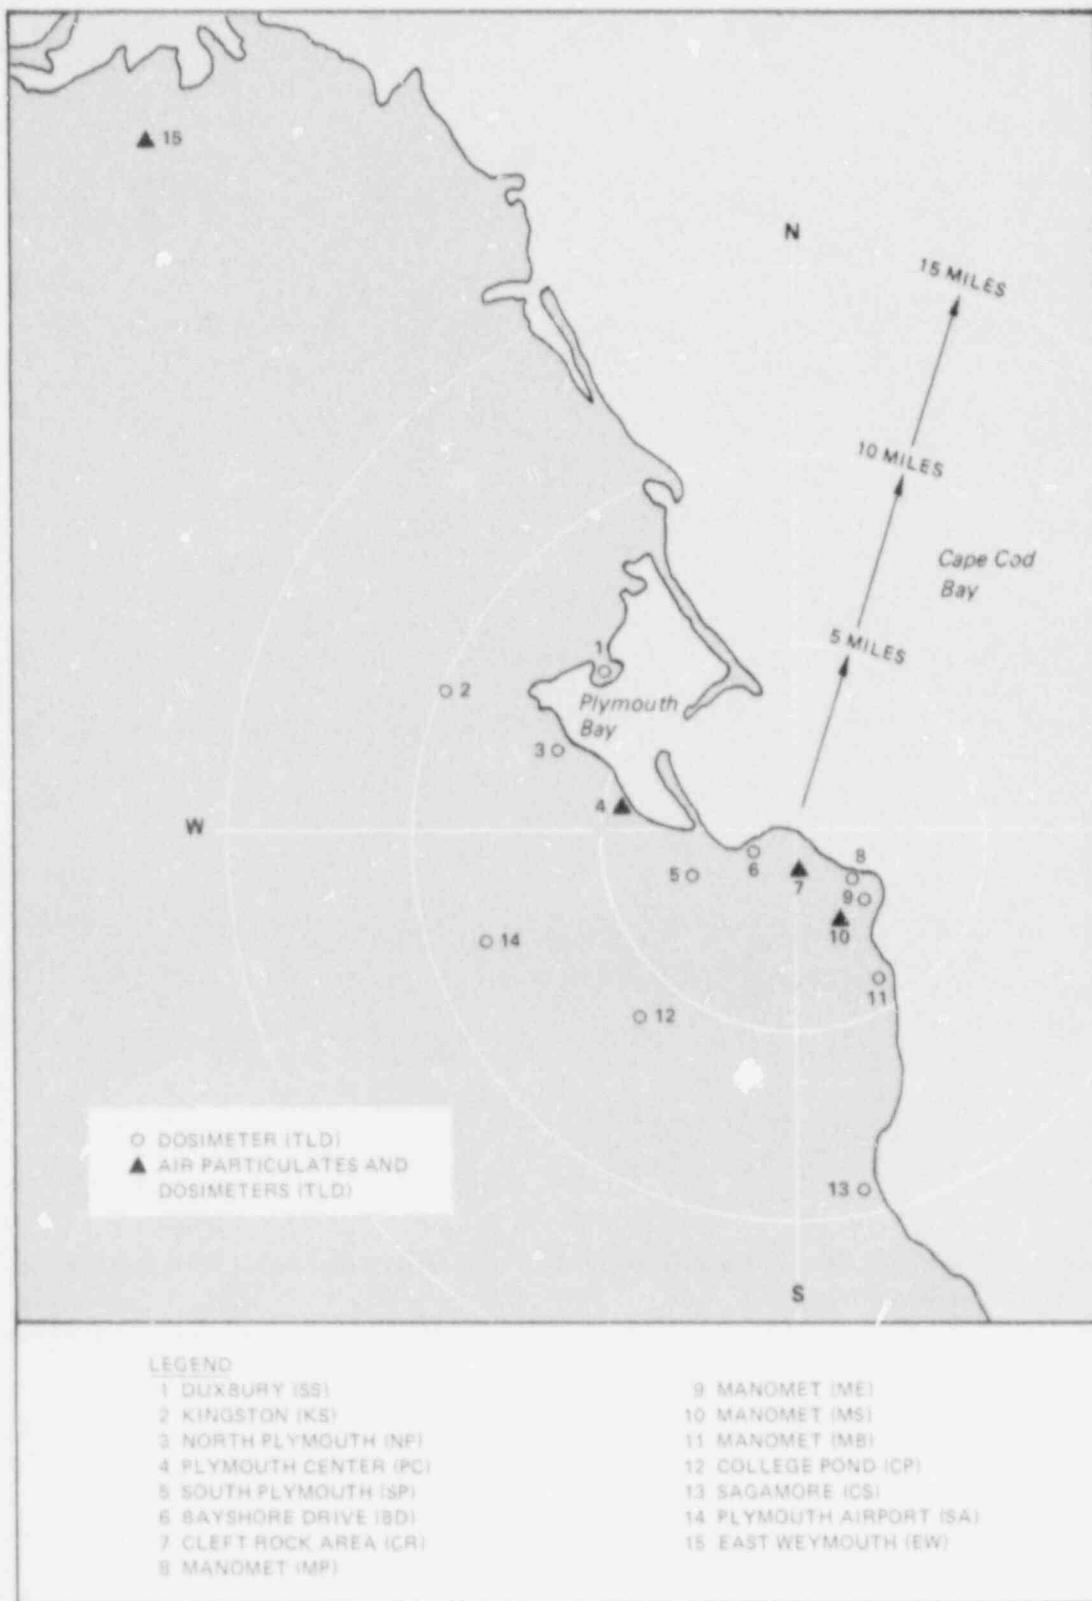 15
N
15 MILES
10 MILES
Cape Cod
Bay
5 MILES
1
2
Plymouth
Bay
3
4
W
5
6
7
8
9
10
14
11
12
DOSIMETER (TLD)
AIR PARTICULATES AND
DOSIMETERS (TLD)
13
S
LEGEND
1 DUXBURY (SS)
2 KINGSTON (KS)
3 NORTH PLYMOUTH (NP)
4 PLYMOUTH CENTER (PC)
5 SOUTH PLYMOUTH (SP)
6 BAYSHORE DRIVE (BD)
7 CLEFT ROCK AREA (CR)
8 MANOMET (MP)
9 MANOMET (ME)
10 MANOMET (MS)
11 MANOMET (MB)
12 COLLEGE POND (CP)
13 SAGAMORE (CS)
14 PLYMOUTH AIRPORT (SA)
15 EAST WEYMOUTH (EW)